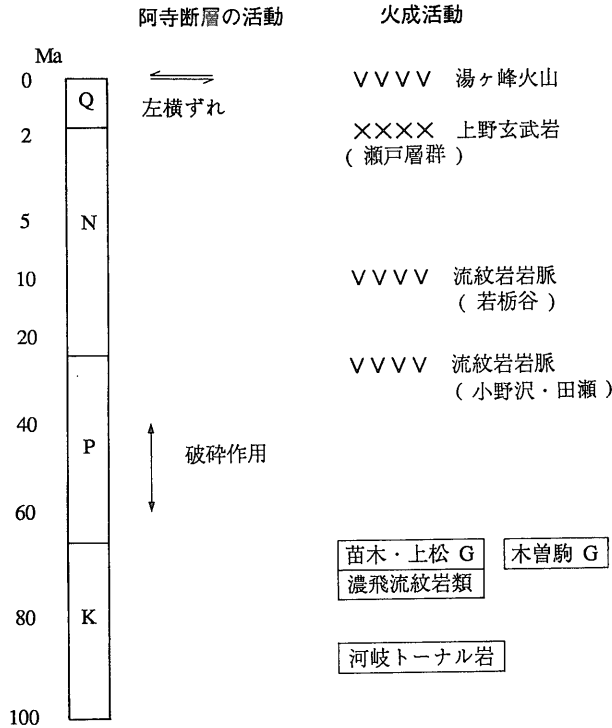 阿寺断層の活動 火成活動
Ma
0 湯ヶ峰火山
Q
左横ずれ
2 上野玄武岩
( 瀬戸層群 )
5 N
10 流紋岩岩脈
( 若栃谷 )
20
流紋岩岩脈
( 小野沢・田瀬 )
40
P 破砕作用
60
苗木・上松 G 木曽駒 G
濃飛流紋岩類
80 K
河岐トーナル岩
100